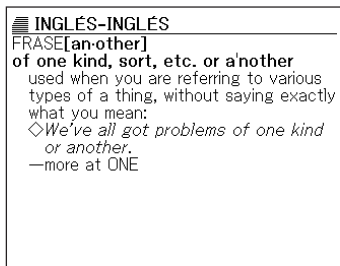 INGLÉS-INGLÉS
FRASE[an·other]
of one kind, sort, etc. or a'nother
used when you are referring to various
types of a thing, without saying exactly
what you mean:
◇We've all got problems of one kind
or another.
—more at ONE